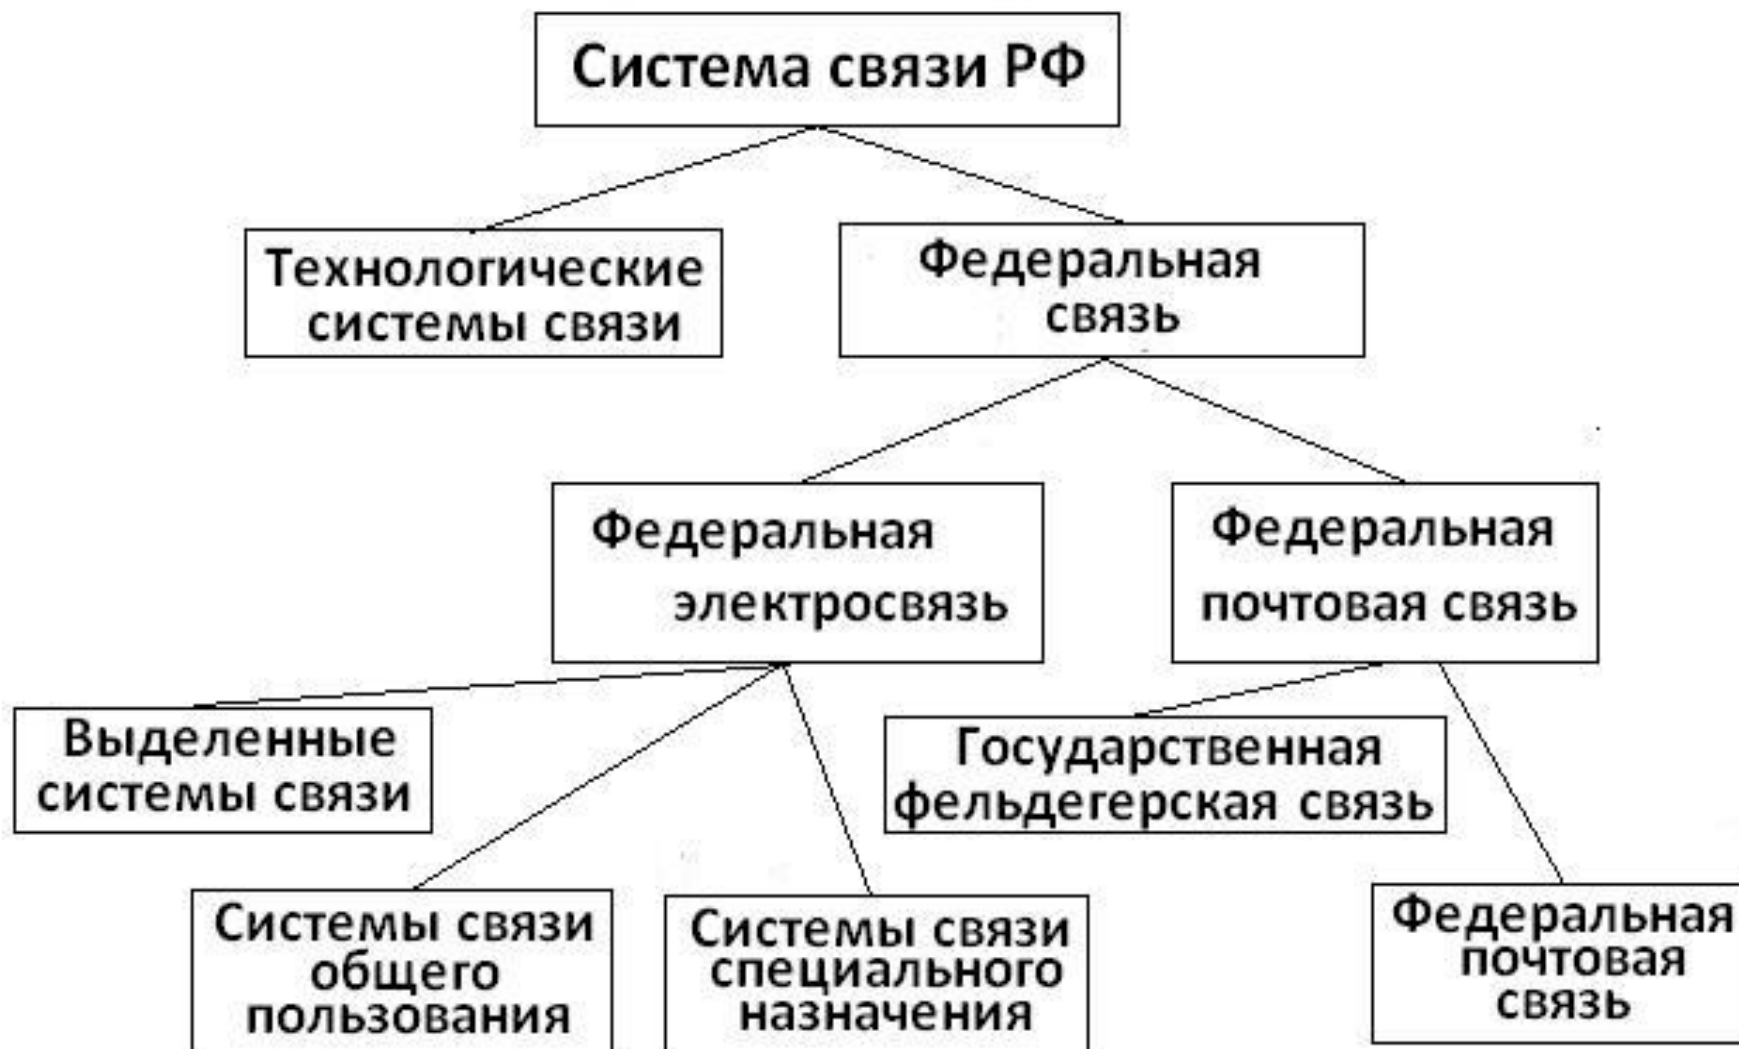 Система связи РФ
Технологические
системы связи
Федеральная
связь
Федеральная
электросвязь
Федеральная
почтовая связь
Выделенные
системы связи
Государственная
фельдегерская связь
Системы связи
общего
пользования
Системы связи
специального
назначения
Федеральная
почтовая
связь